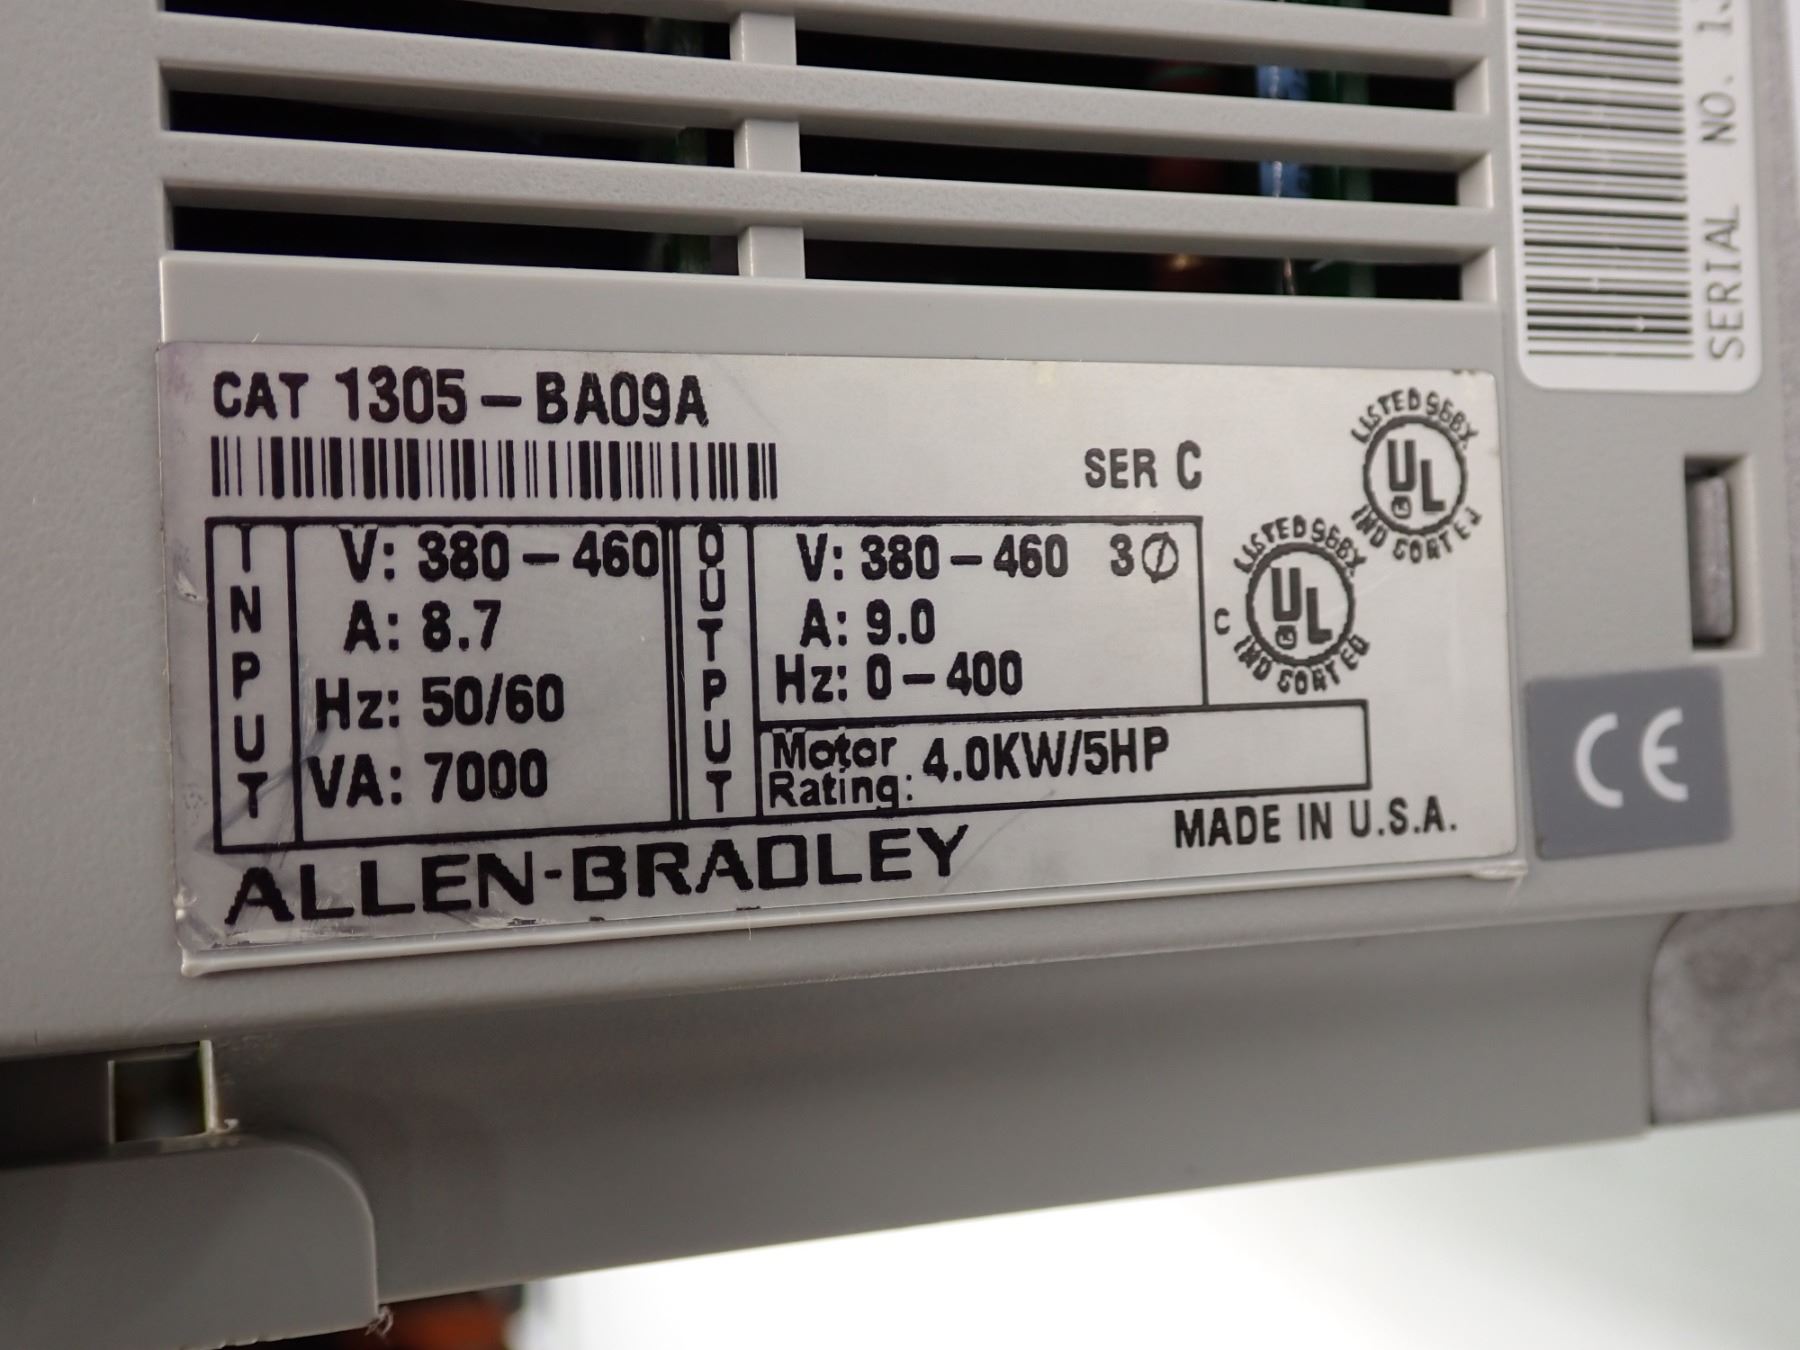 CAT 1305-BA09A
SER C
INPUT
V: 380-460
A: 8.7
Hz: 50/60
VA: 7000
OUTPUT
V: 380-460 3Ø
A: 9.0
Hz: 0-400
Motor Rating: 4.0KW/5HP
ALLEN-BRADLEY
MADE IN U.S.A.
LISTED 966X
UL
IND CONT EQ
C
LISTED 966X
UL
IND CONT EQ
CE
SERIAL NO.